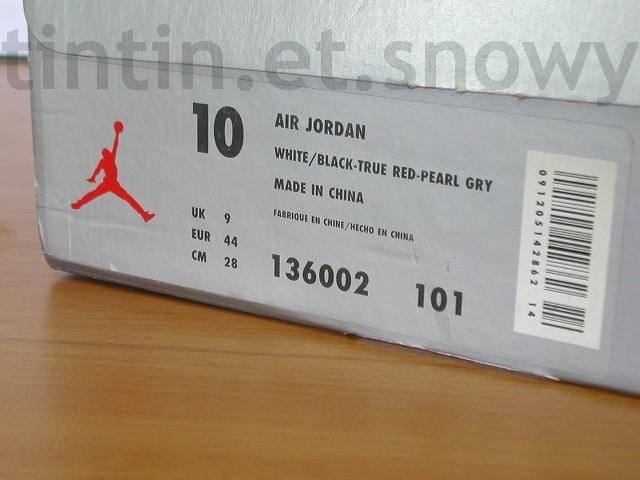 tintin.et.snowy
10
AIR JORDAN
WHITE/BLACK-TRUE RED-PEARL GRY
MADE IN CHINA
FABRIQUE EN CHINE/HECHO EN CHINA
UK 9
EUR 44
CM 28
136002 101
091205142862 14